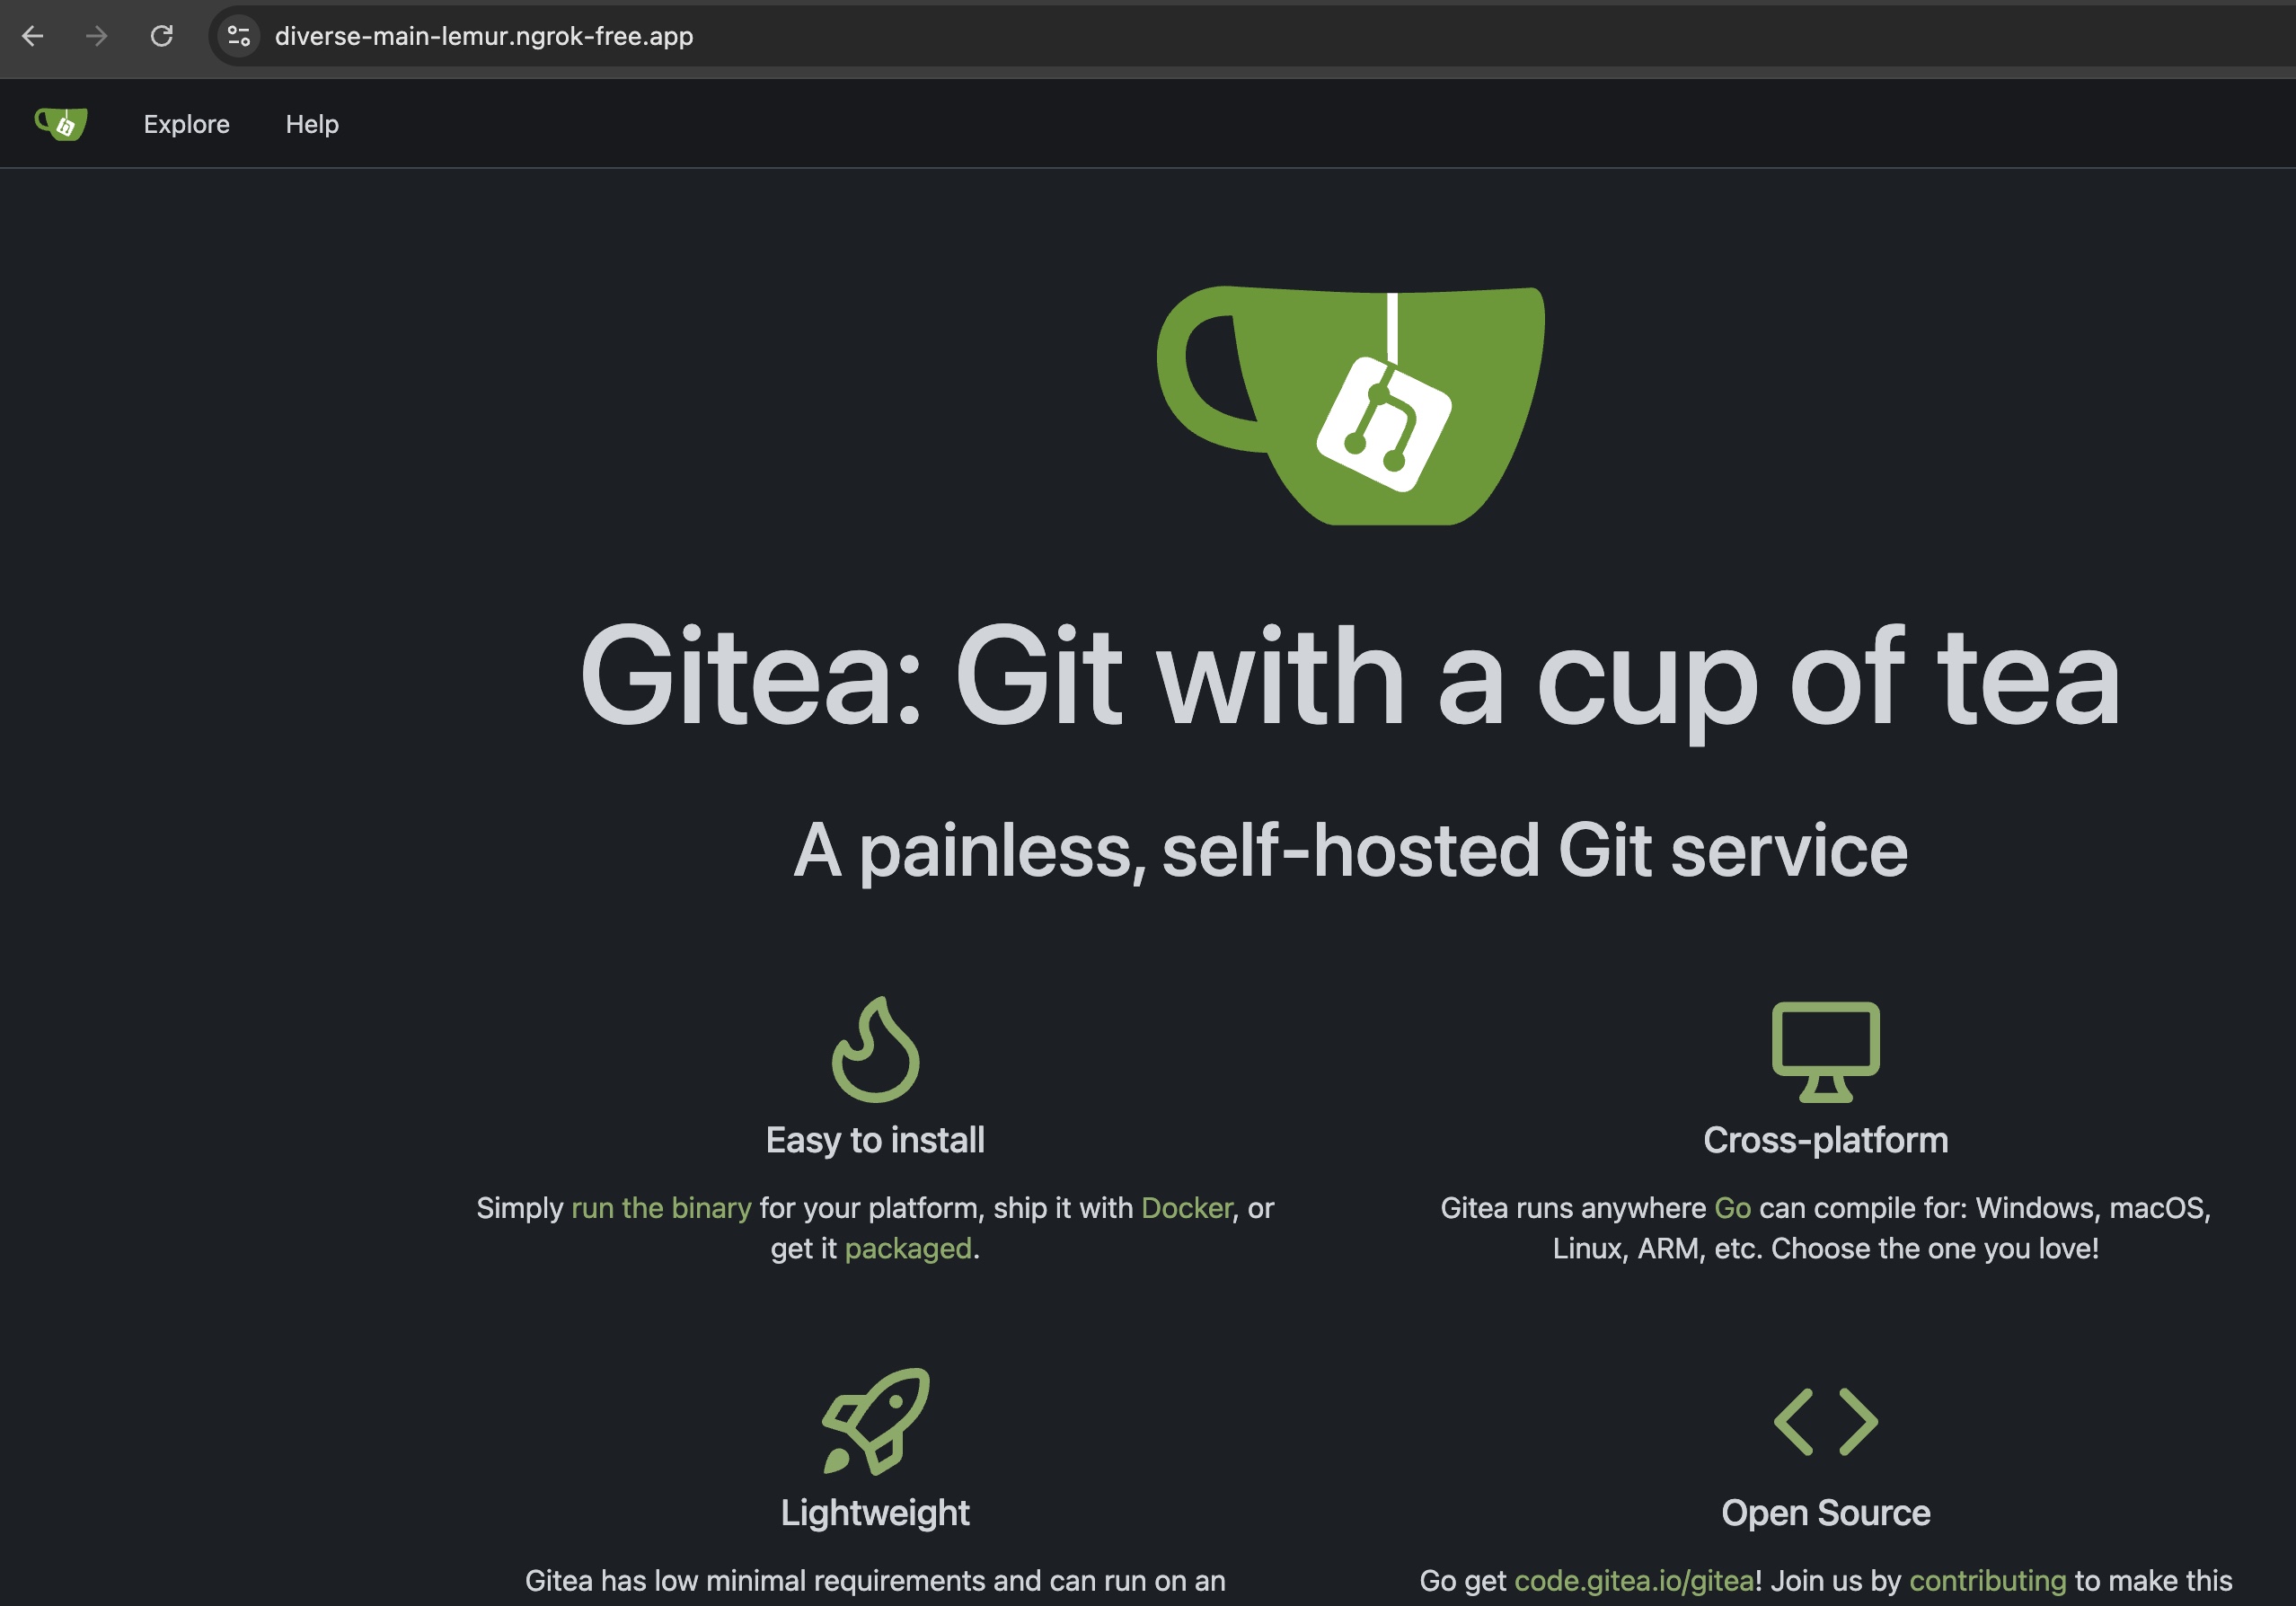 diverse-main-lemur.ngrok-free.app
Explore Help
Gitea: Git with a cup of tea
A painless, self-hosted Git service
Easy to install
Simply run the binary for your platform, ship it with Docker, or
get it packaged.
Cross-platform
Gitea runs anywhere Go can compile for: Windows, macOS,
Linux, ARM, etc. Choose the one you love!
Lightweight
Gitea has low minimal requirements and can run on an
Open Source
Go get code.gitea.io/gitea! Join us by contributing to make this